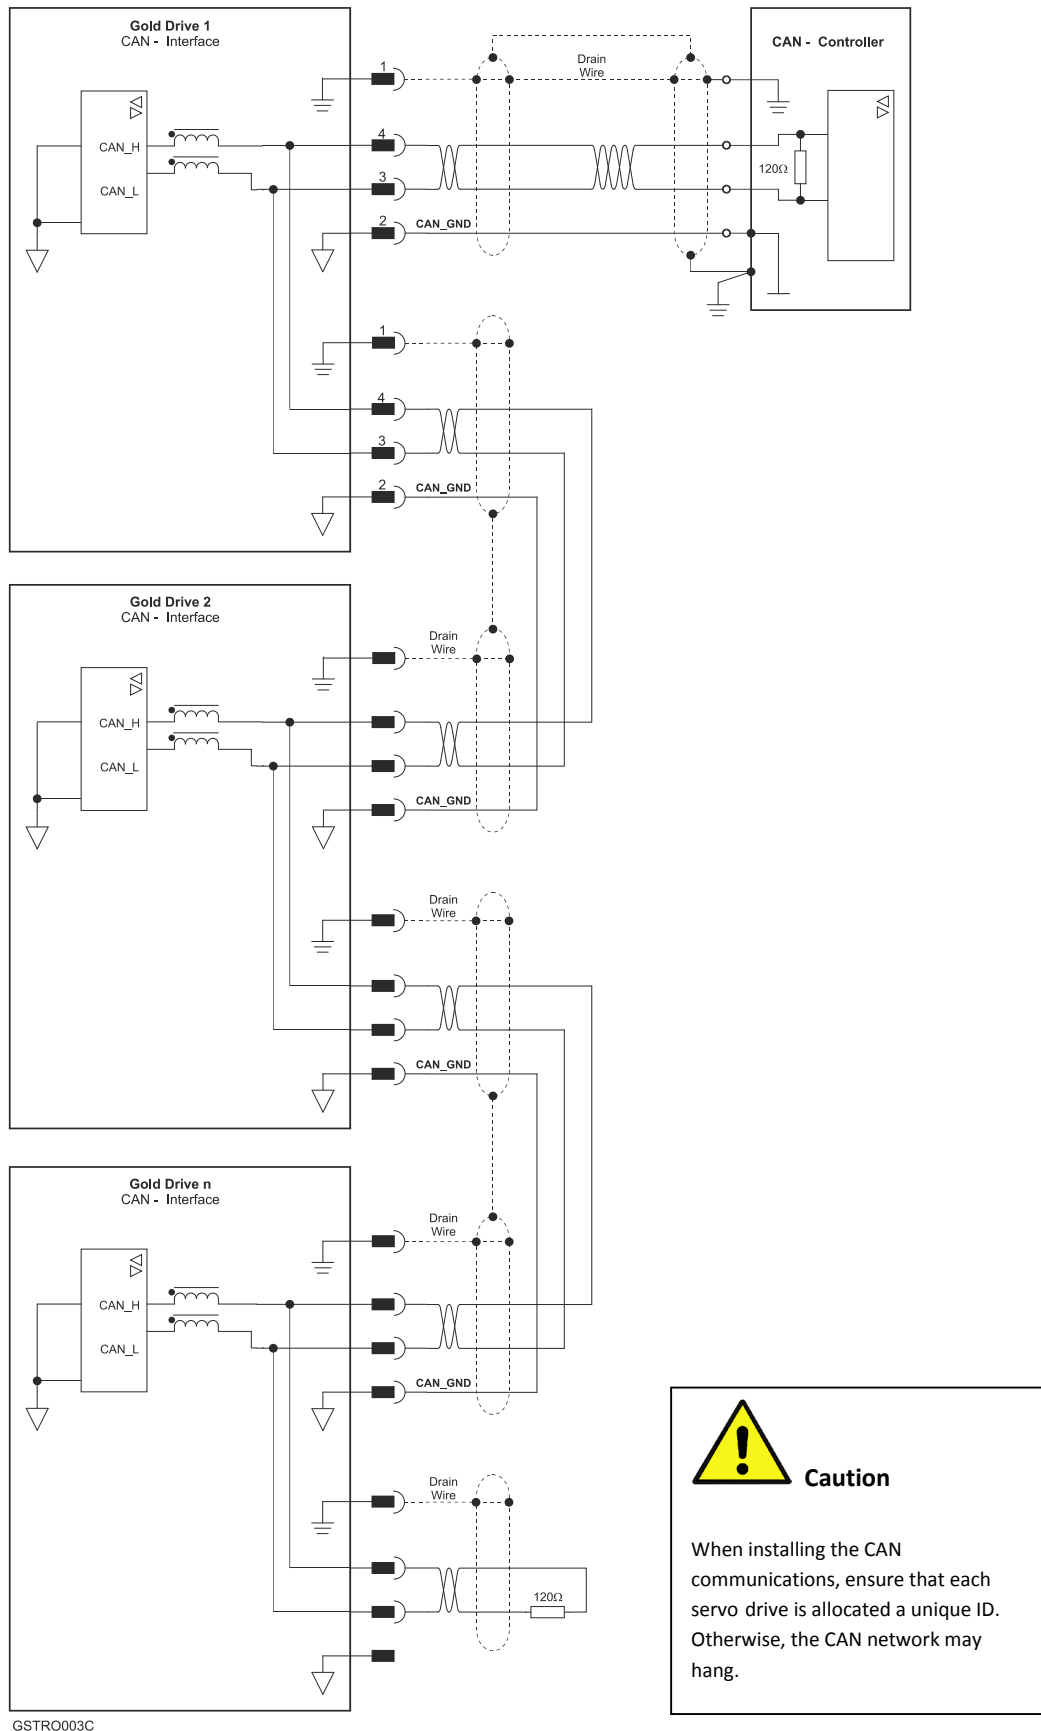 Gold Drive 1
CAN - Interface
CAN - Controller
Drain
Wire
1
CAN_H
4
120Ω
CAN_L
3
2
CAN_GND
1
4
3
2
CAN_GND
Gold Drive 2
CAN - Interface
Drain
Wire
CAN_H
CAN_L
CAN_GND
Drain
Wire
CAN_GND
Gold Drive n
CAN - Interface
Drain
Wire
CAN_H
CAN_L
CAN_GND
Drain
Wire
120Ω
Caution
When installing the CAN
communications, ensure that each
servo drive is allocated a unique ID.
Otherwise, the CAN network may
hang.
GSTRO003C